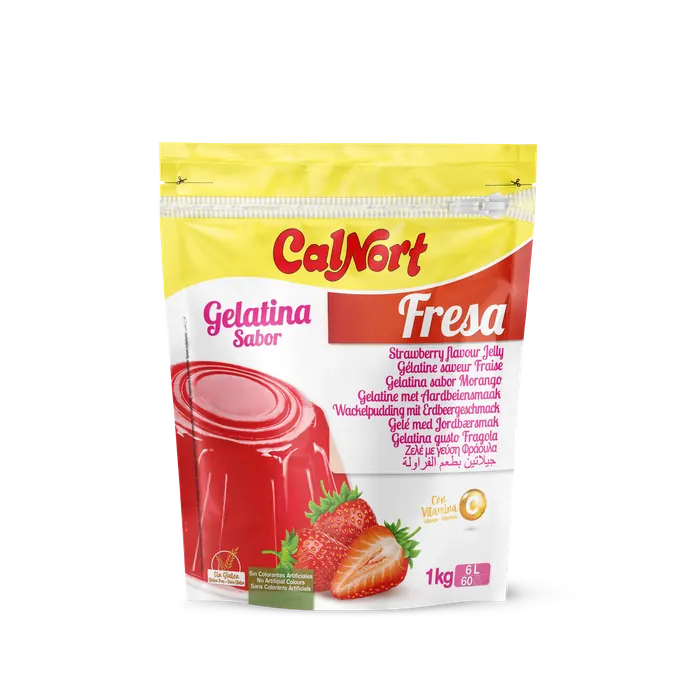 CalNort
Gelatina
Sabor
Fresa
Strawberry flavour Jelly
Gélatine saveur Fraise
Gelatina sabor Morango
Gelatine met Aardbeiensmaak
Wackelpudding mit Erdbeergeschmack
Gelé med Jordbærsmak
Gelatina gusto Fragola
Ζελέ με γεύση Φράουλα
جيلاتين بطعم الفراولة
Con
Vitamina
C
Sin Gluten
Sin Colorantes Artificiales
No Artificial Colours
Sans Colorants Artificiels
1kg
6 L
60